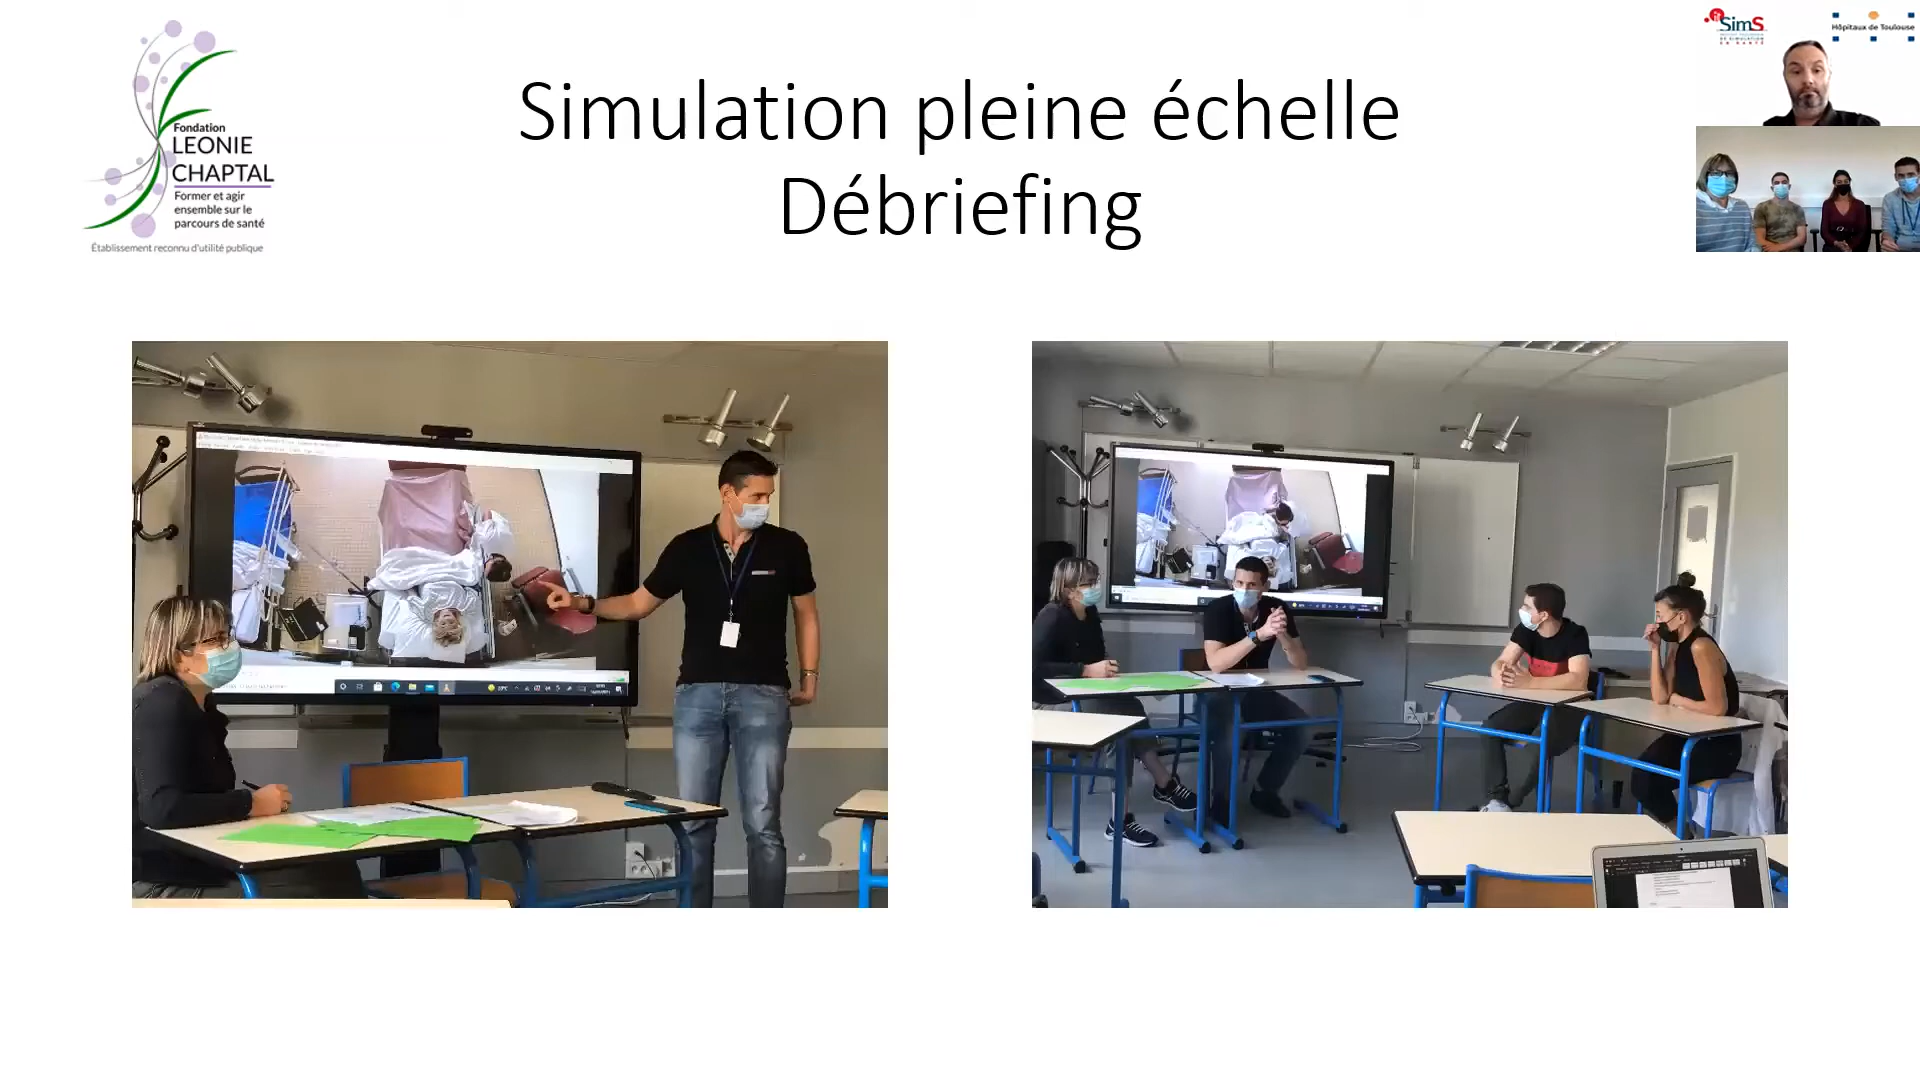 Fondation
LEONIE
CHAPTAL
Former et agir
ensemble sur le
parcours de santé
Établissement reconnu d'utilité publique
Simulation pleine échelle
Débriefing
itSimS
Hôpitaux de Toulouse